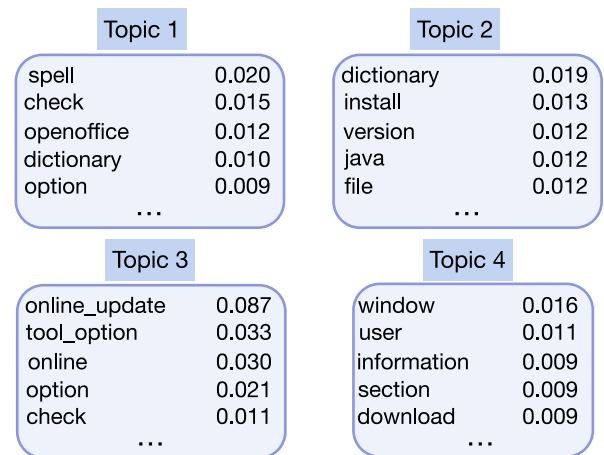 Topic 1
spell 0.020
check 0.015
openoffice 0.012
dictionary 0.010
option 0.009
...
Topic 2
dictionary 0.019
install 0.013
version 0.012
java 0.012
file 0.012
...
Topic 3
online_update 0.087
tool_option 0.033
online 0.030
option 0.021
check 0.011
...
Topic 4
window 0.016
user 0.011
information 0.009
section 0.009
download 0.009
...